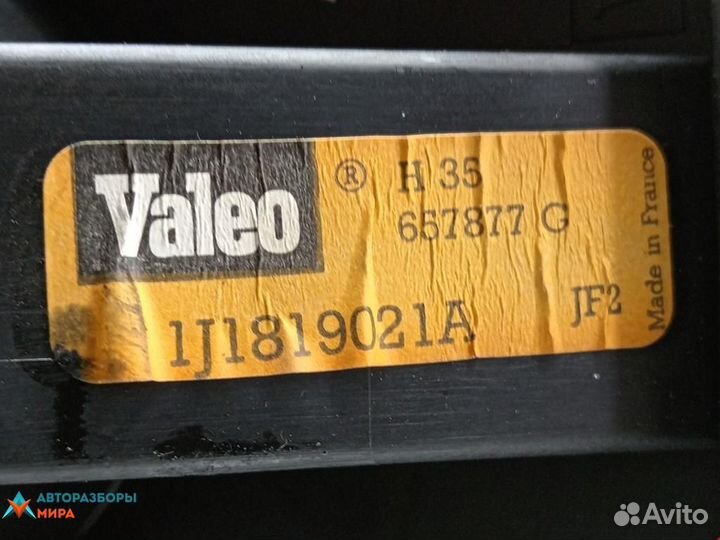 Valeo ® H 35
657877 G
1J1819021A JF2
Made in France
АВТОРАЗБОРЫ
МИРА
Avito